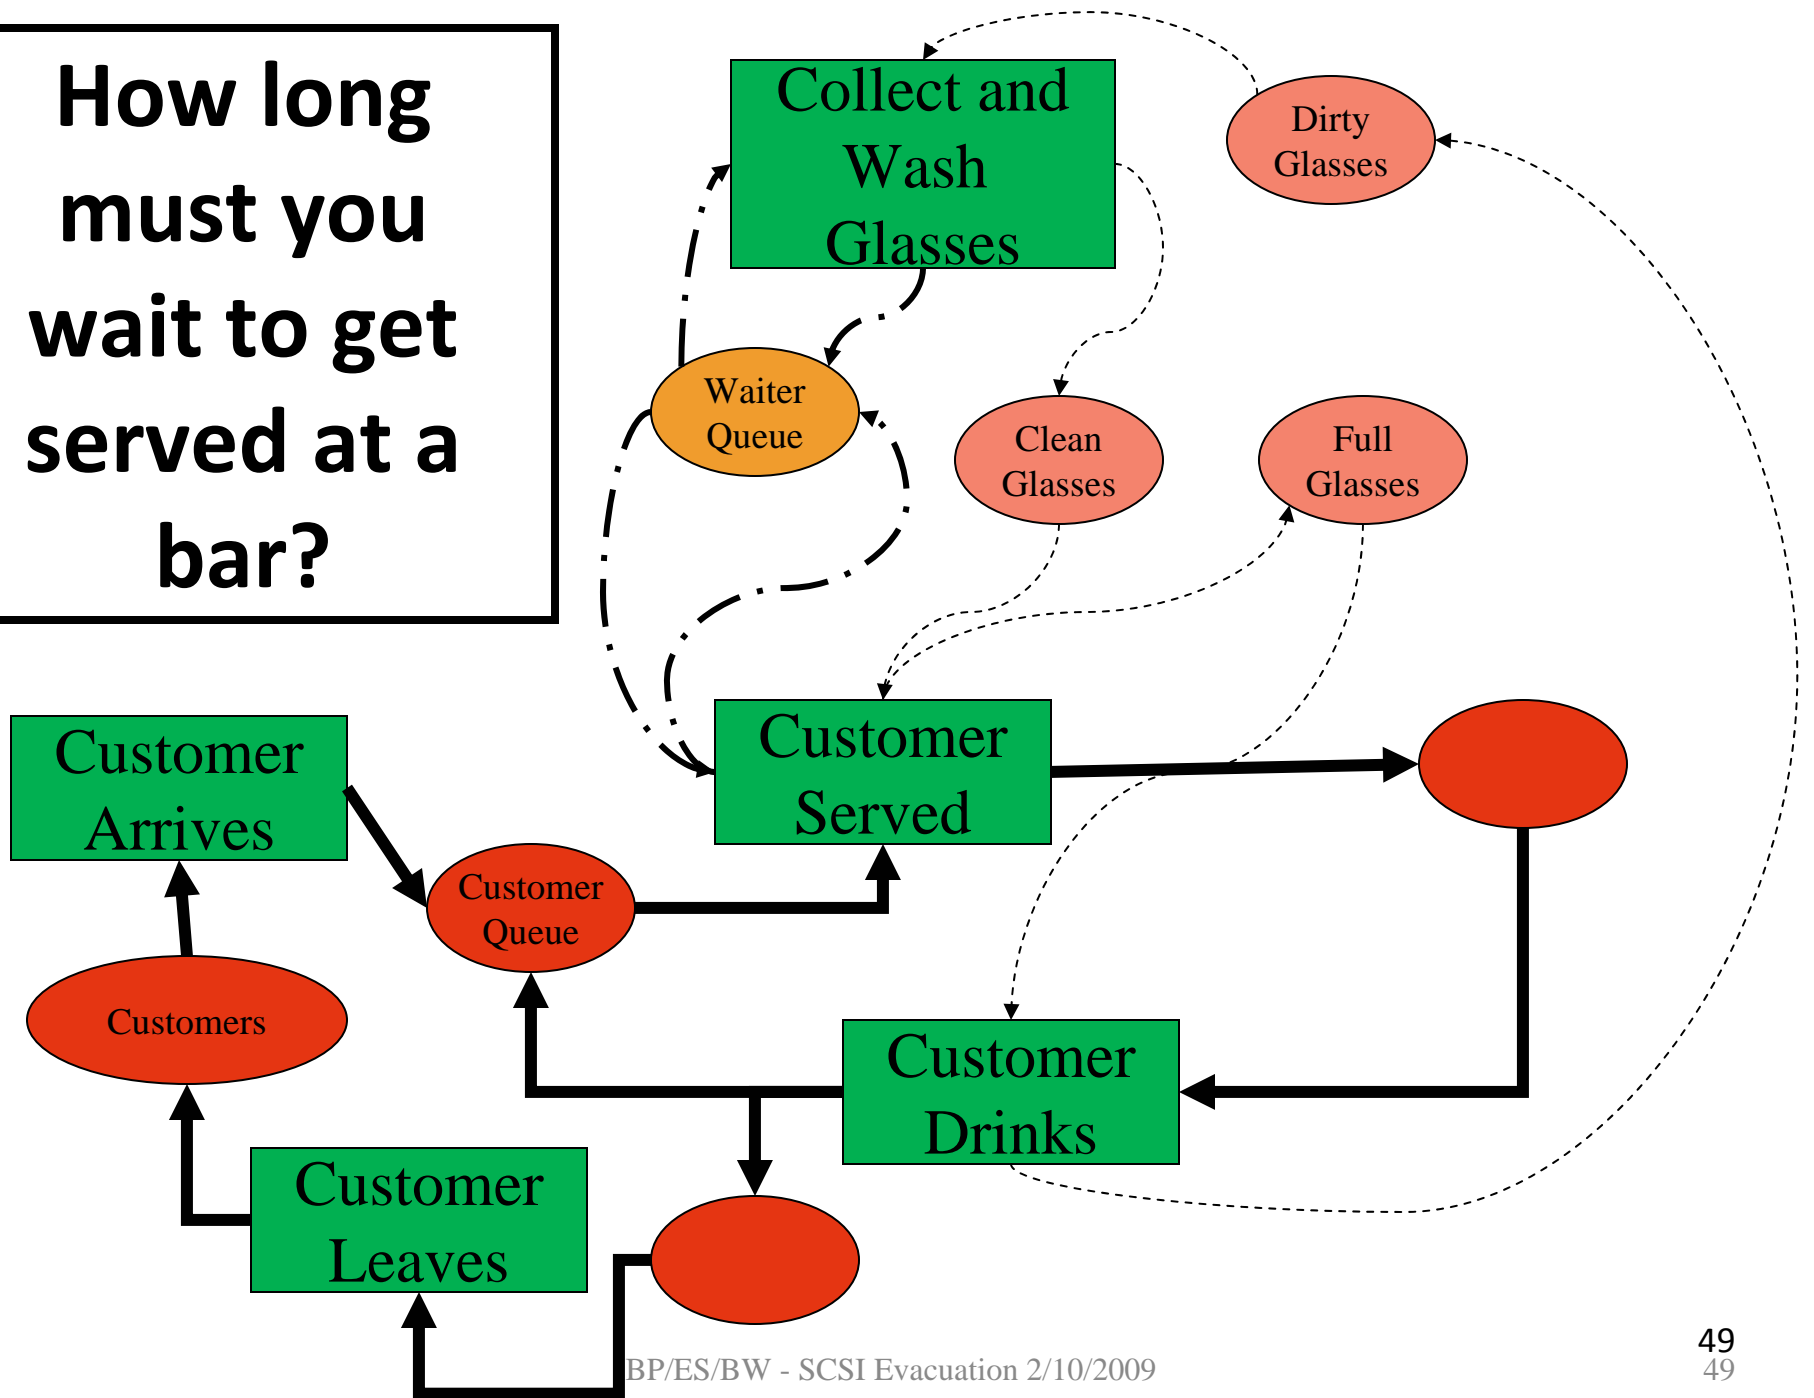 How long
must you
wait to get
served at a
bar?
Collect and
Wash
Glasses
Dirty
Glasses
Waiter
Queue
Clean
Glasses
Full
Glasses
Customer
Arrives
Customer
Served
Customer
Queue
Customers
Customer
Drinks
Customer
Leaves
BP/ES/BW - SCSI Evacuation 2/10/2009
49
49